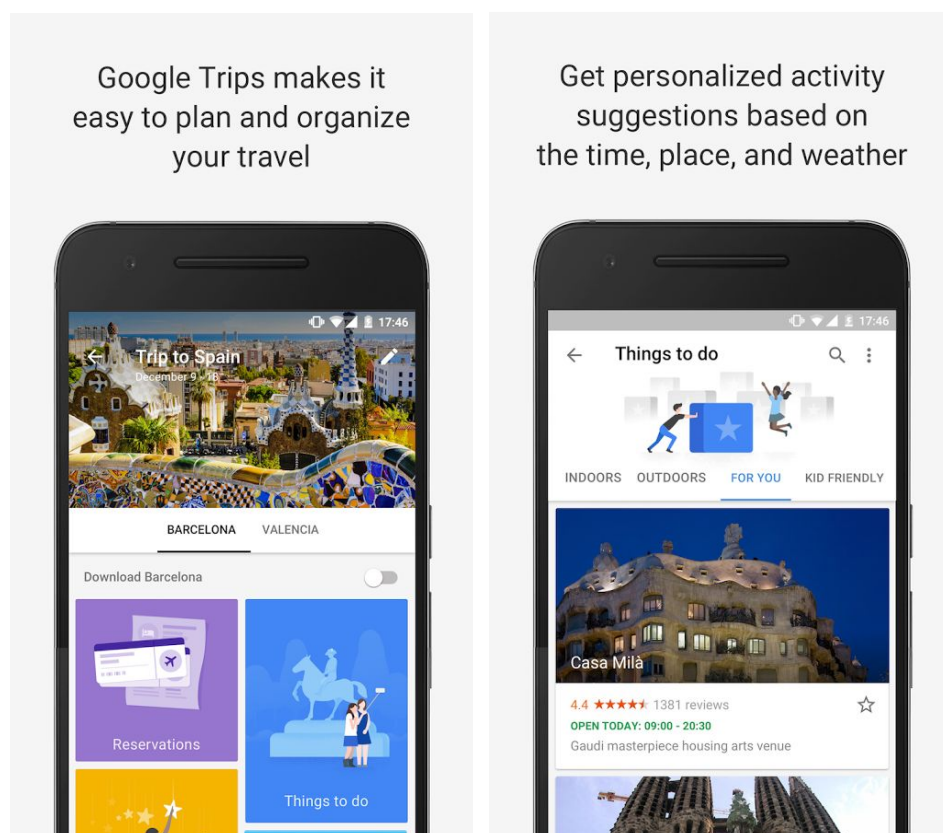 Google Trips makes it
easy to plan and organize
your travel
17:46
Trip to Spain
December 9 - 18
BARCELONA VALENCIA
Download Barcelona
Reservations
Things to do
Get personalized activity
suggestions based on
the time, place, and weather
17:46
Things to do
INDOORS OUTDOORS FOR YOU KID FRIENDLY
Casa Milà
4.4 1381 reviews
OPEN TODAY: 09:00 - 20:30
Gaudi masterpiece housing arts venue